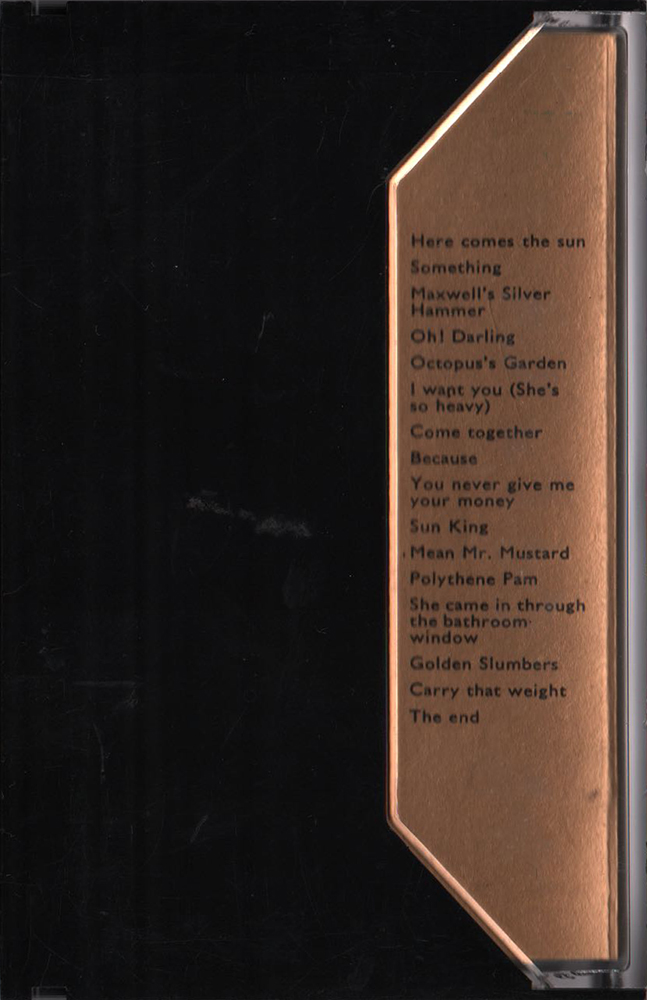 Here comes the sun
Something
Maxwell's Silver
Hammer
Oh! Darling
Octopus's Garden
I want you (She's
so heavy)
Come together
Because
You never give me
your money
Sun King
Mean Mr. Mustard
Polythene Pam
She came in through
the bathroom
window
Golden Slumbers
Carry that weight
The end